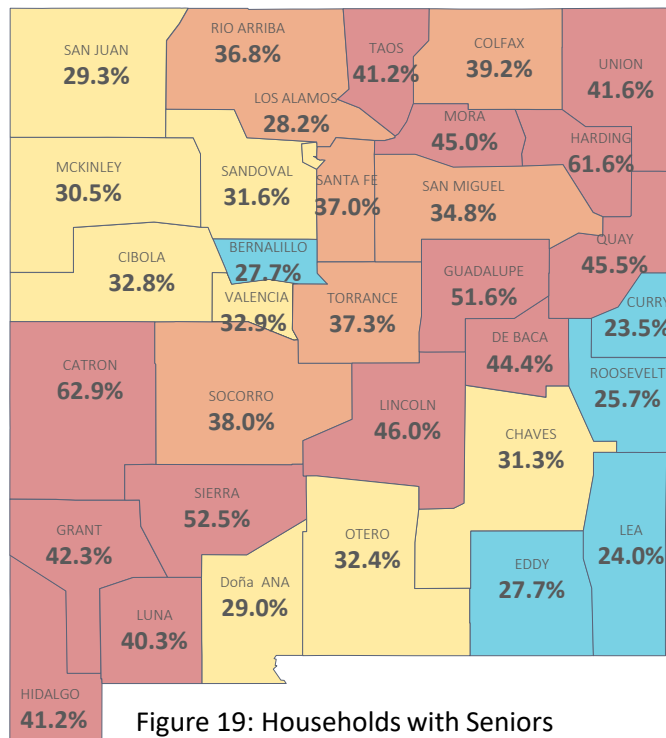 SAN JUAN
29.3%
RIO ARRIBA
36.8%
TAOS
41.2%
COLFAX
39.2%
UNION
41.6%
LOS ALAMOS
28.2%
MORA
45.0%
HARDING
61.6%
MCKINLEY
30.5%
SANDOVAL
31.6%
SANTA FE
37.0%
SAN MIGUEL
34.8%
CIBOLA
32.8%
BERNALILLO
27.7%
QUAY
45.5%
GUADALUPE
51.6%
VALENCIA
32.9%
TORRANCE
37.3%
CURRY
23.5%
DE BACA
44.4%
ROOSEVELT
25.7%
CATRON
62.9%
SOCORRO
38.0%
LINCOLN
46.0%
CHAVES
31.3%
SIERRA
52.5%
GRANT
42.3%
OTERO
32.4%
LEA
24.0%
EDDY
27.7%
Doña ANA
29.0%
LUNA
40.3%
HIDALGO
41.2%
Figure 19: Households with Seniors